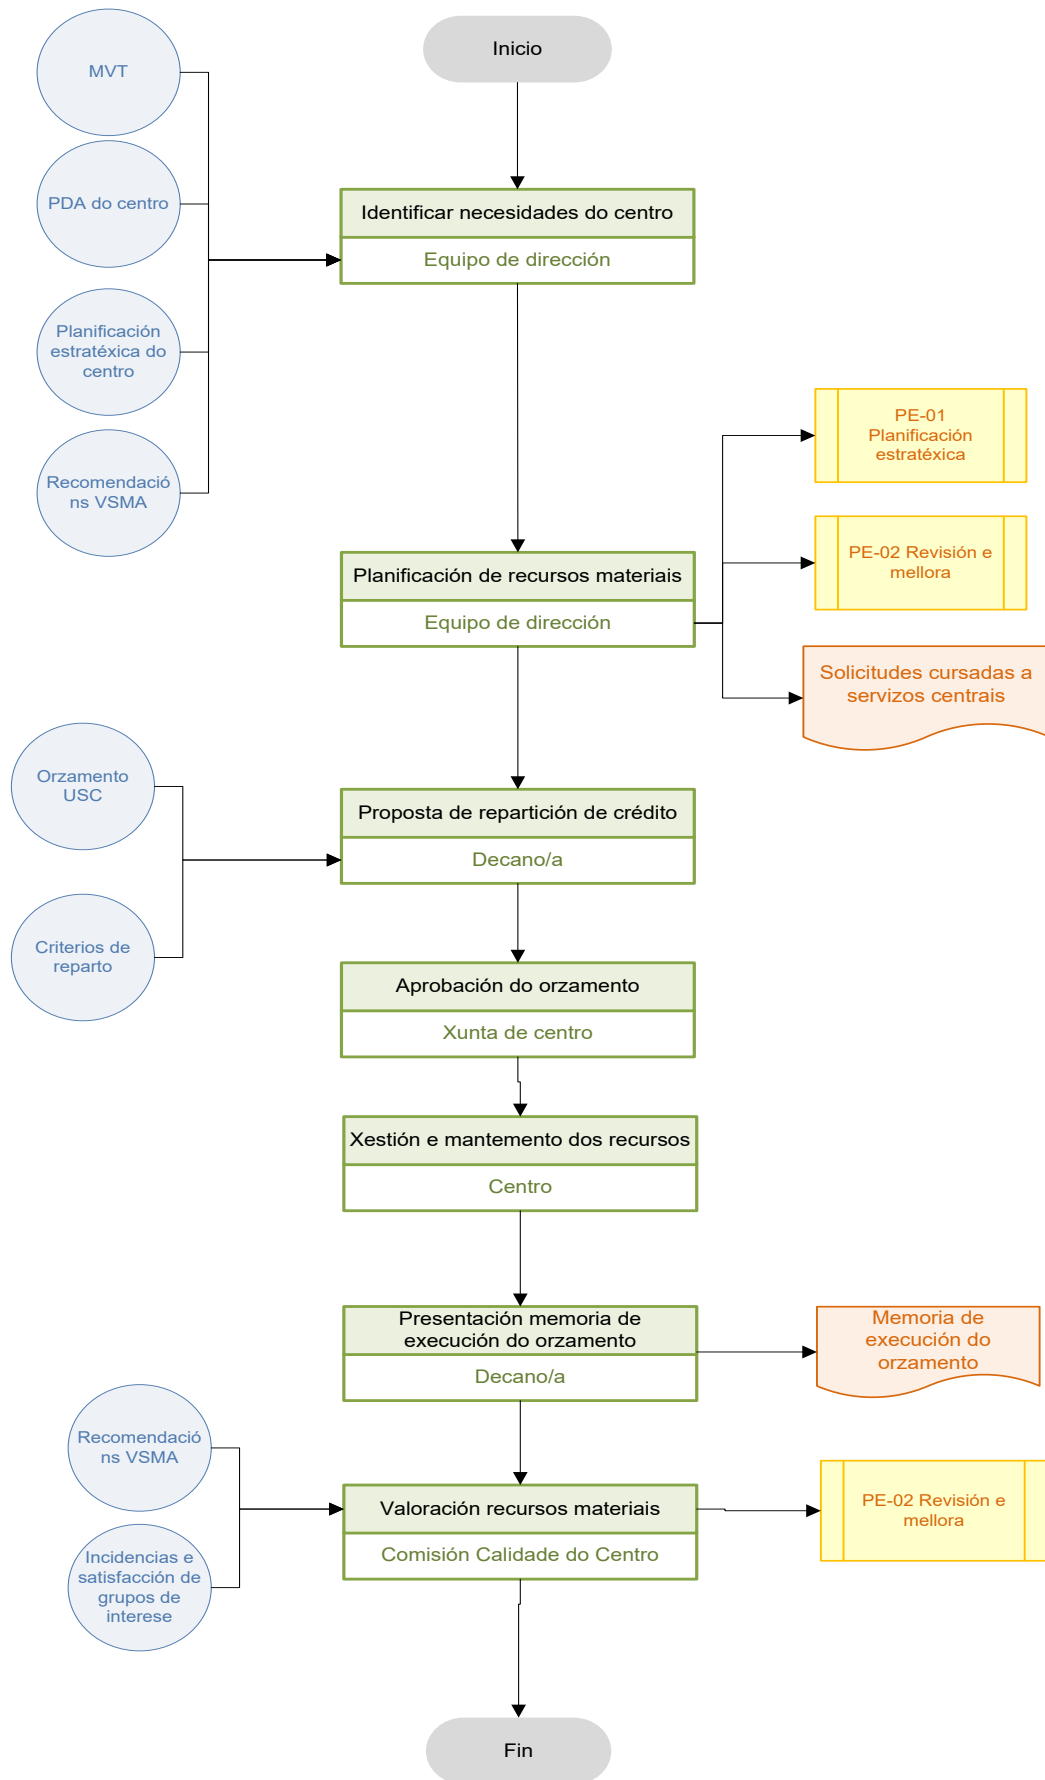 Inicio
MVT
PDA do centro
Planificación
estratéxica do
centro
Recomendació
ns VSMA
Identificar necesidades do centro
Equipo de dirección
Planificación de recursos materiais
Equipo de dirección
PE-01
Planificación
estratéxica
PE-02 Revisión e
mellora
Solicitudes cursadas a
servizos centrais
Orzamento
USC
Criterios de
reparto
Proposta de repartición de crédito
Decano/a
Aprobación do orzamento
Xunta de centro
Xestión e mantemento dos recursos
Centro
Presentación memoria de
execución do orzamento
Decano/a
Memoria de
execución do
orzamento
Recomendació
ns VSMA
Incidencias e
satisfacción de
grupos de
interese
Valoración recursos materiais
Comisión Calidade do Centro
PE-02 Revisión e
mellora
Fin